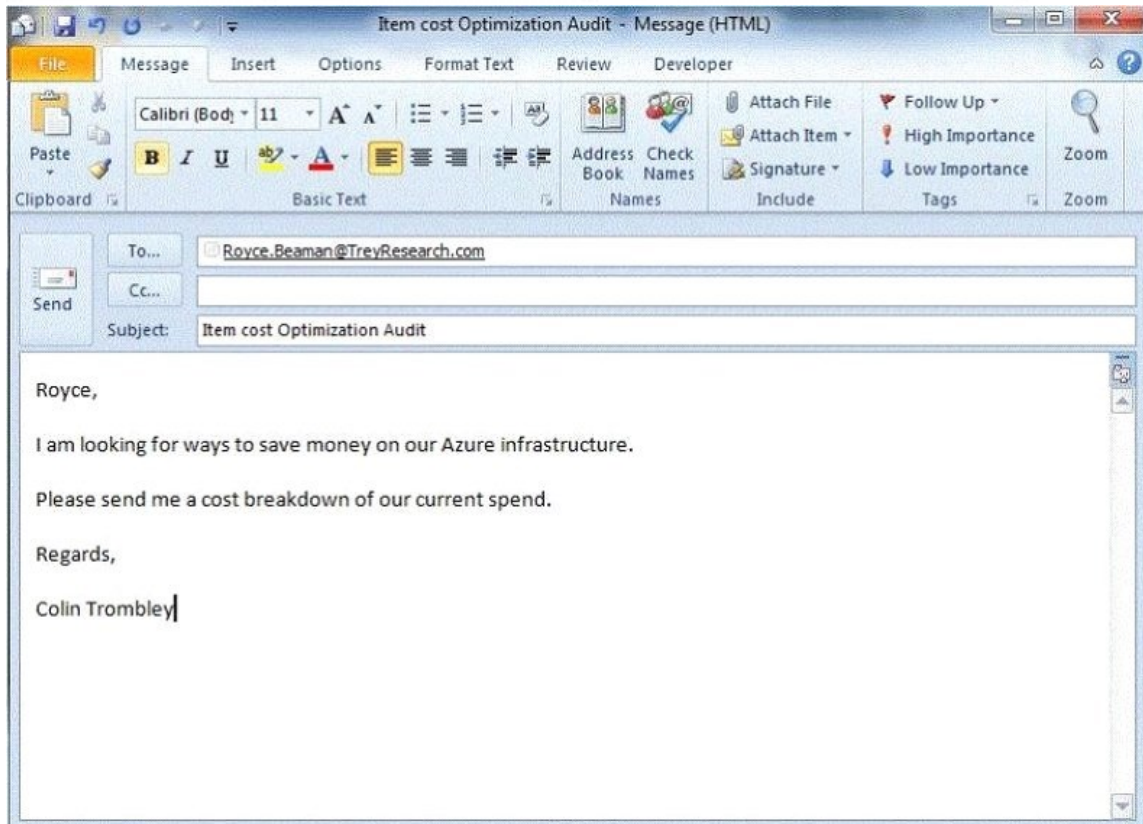 Item cost Optimization Audit - Message (HTML)
File Message Insert Options Format Text Review Developer
Calibri (Body 11
Paste
B I U
Address Book
Check Names
Attach File
Attach Item
Signature
Follow Up
High Importance
Low Importance
Zoom
Clipboard Basic Text Names Include Tags Zoom
Send
To... Royce.Beaman@TreyResearch.com
Cc...
Subject: Item cost Optimization Audit
Royce,
I am looking for ways to save money on our Azure infrastructure.
Please send me a cost breakdown of our current spend.
Regards,
Colin Trombley